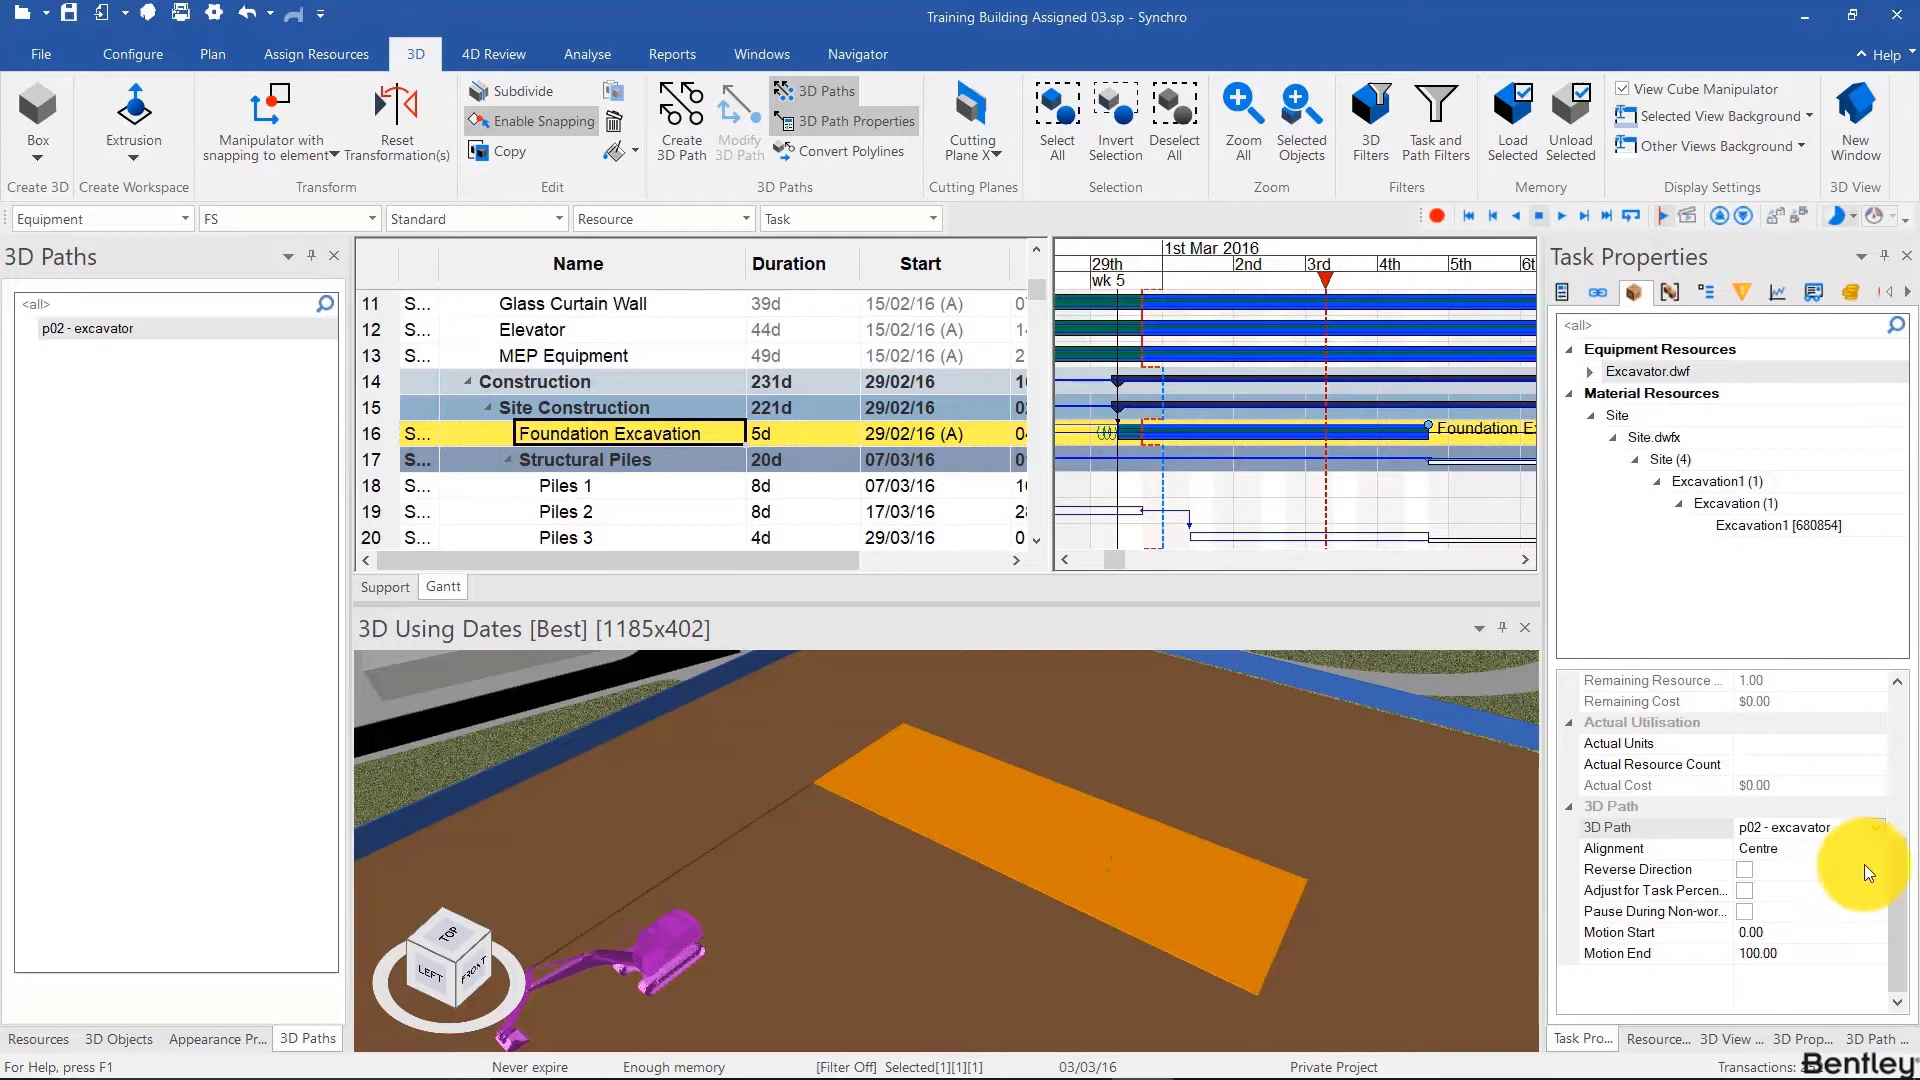 Training Building Assigned 03.sp - Synchro
File Configure Plan Assign Resources 3D 4D Review Analyse Reports Windows Navigator Help
Box
Extrusion
Manipulator with
snapping to element
Reset
Transformation(s)
Subdivide
Enable Snapping
Copy
Create
3D Path
Modify
3D Path
3D Paths
3D Path Properties
Convert Polylines
Cutting
Plane X
Select
All
Invert
Selection
Deselect
All
Zoom
All
Selected
Objects
3D
Filters
Task and
Path Filters
Load
Selected
Unload
Selected
View Cube Manipulator
Selected View Background
Other Views Background
New
Window
Create 3D Create Workspace Transform Edit 3D Paths Cutting Planes Selection Zoom Filters Memory Display Settings 3D View
Equipment FS Standard Resource Task
3D Paths
<all>
p02 - excavator
Name Duration Start
11 S... Glass Curtain Wall 39d 15/02/16 (A)
12 S... Elevator 44d 15/02/16 (A)
13 S... MEP Equipment 49d 15/02/16 (A)
14 Construction 231d 29/02/16
15 Site Construction 221d 29/02/16
16 S... Foundation Excavation 5d 29/02/16 (A)
17 S... Structural Piles 20d 07/03/16
18 S... Piles 1 8d 07/03/16
19 S... Piles 2 8d 17/03/16
20 S... Piles 3 4d 29/03/16
1st Mar 2016
29th 2nd 3rd 4th 5th 6t
wk 5
Foundation E
Support Gantt
3D Using Dates [Best] [1185x402]
TOP
LEFT FRONT
Task Properties
<all>
Equipment Resources
Excavator.dwf
Material Resources
Site
Site.dwfx
Site (4)
Excavation1 (1)
Excavation (1)
Excavation1 [680854]
Remaining Resource ... 1.00
Remaining Cost $0.00
Actual Utilisation
Actual Units
Actual Resource Count
Actual Cost $0.00
3D Path
3D Path p02 - excavator
Alignment Centre
Reverse Direction
Adjust for Task Percen...
Pause During Non-wor...
Motion Start 0.00
Motion End 100.00
Resources 3D Objects Appearance Pr... 3D Paths
Task Pro... Resource... 3D View ... 3D Prop... 3D Path ...
For Help, press F1 Never expire Enough memory [Filter Off] Selected[1][1][1] 03/03/16 Private Project Transactions:
Bentley